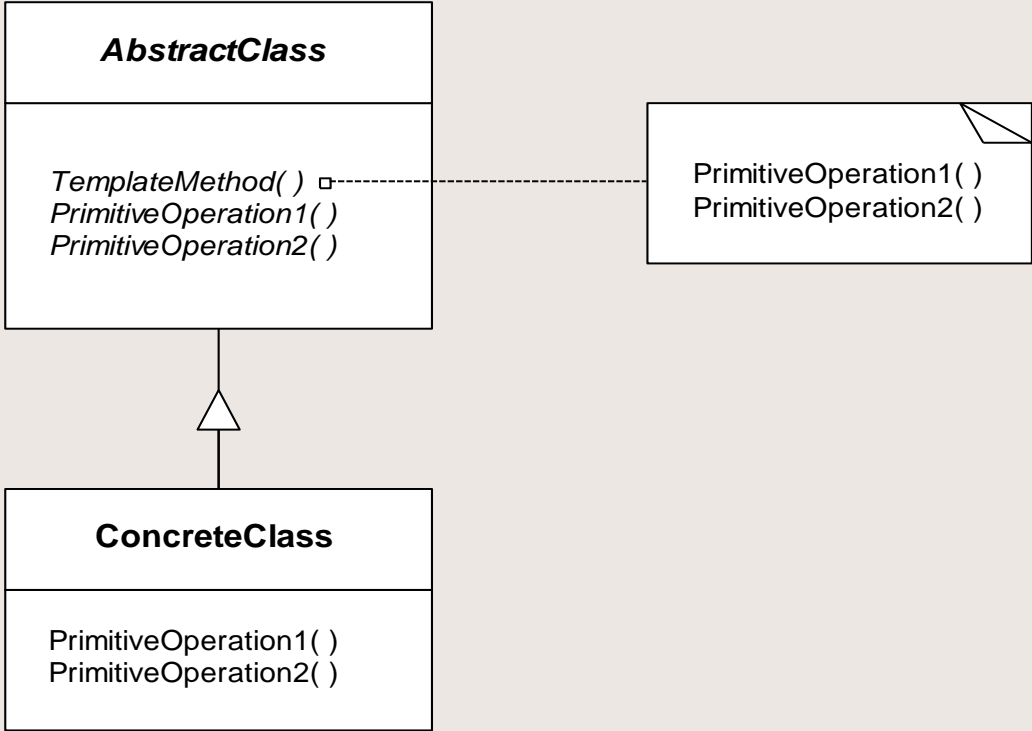 AbstractClass
TemplateMethod( )
PrimitiveOperation1( )
PrimitiveOperation2( )
PrimitiveOperation1( )
PrimitiveOperation2( )
ConcreteClass
PrimitiveOperation1( )
PrimitiveOperation2( )